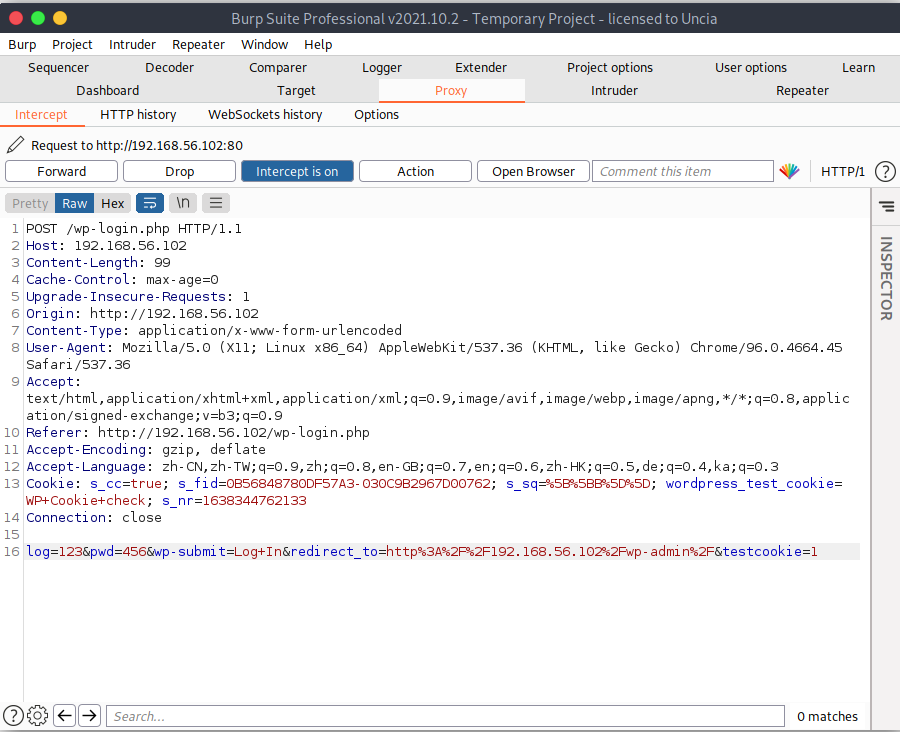 Burp Suite Professional v2021.10.2 - Temporary Project - licensed to Uncia
Burp Project Intruder Repeater Window Help
Sequencer Decoder Comparer Logger Extender Project options User options Learn
Dashboard Target Proxy Intruder Repeater
Intercept HTTP history WebSockets history Options
Request to http://192.168.56.102:80
Forward Drop Intercept is on Action Open Browser Comment this item HTTP/1 ?
Pretty Raw Hex \n
INSPECTOR
1 POST /wp-login.php HTTP/1.1
2 Host: 192.168.56.102
3 Content-Length: 99
4 Cache-Control: max-age=0
5 Upgrade-Insecure-Requests: 1
6 Origin: http://192.168.56.102
7 Content-Type: application/x-www-form-urlencoded
8 User-Agent: Mozilla/5.0 (X11; Linux x86_64) AppleWebKit/537.36 (KHTML, like Gecko) Chrome/96.0.4664.45
Safari/537.36
9 Accept:
text/html,application/xhtml+xml,application/xml;q=0.9,image/avif,image/webp,image/apng,*/*;q=0.8,applic
ation/signed-exchange;v=b3;q=0.9
10 Referer: http://192.168.56.102/wp-login.php
11 Accept-Encoding: gzip, deflate
12 Accept-Language: zh-CN,zh-TW;q=0.9,zh;q=0.8,en-GB;q=0.7,en;q=0.6,zh-HK;q=0.5,de;q=0.4,ka;q=0.3
13 Cookie: s_cc=true; s_fid=0B56848780DF57A3-030C9B2967D00762; s_sq=%5B%5BB%5D%5D; wordpress_test_cookie=
WP+Cookie+check; s_nr=1638344762133
14 Connection: close
15
16 log=123&pwd=456&wp-submit=Log+In&redirect_to=http%3A%2F%2F192.168.56.102%2Fwp-admin%2F&testcookie=1
? Search... 0 matches